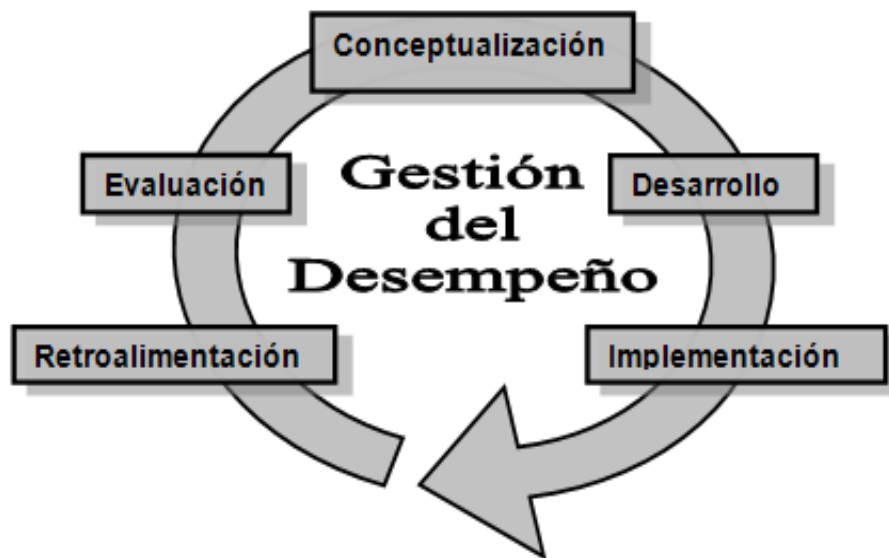 Conceptualización
Evaluación
Gestión
del
Desempeño
Desarrollo
Retroalimentación
Implementación